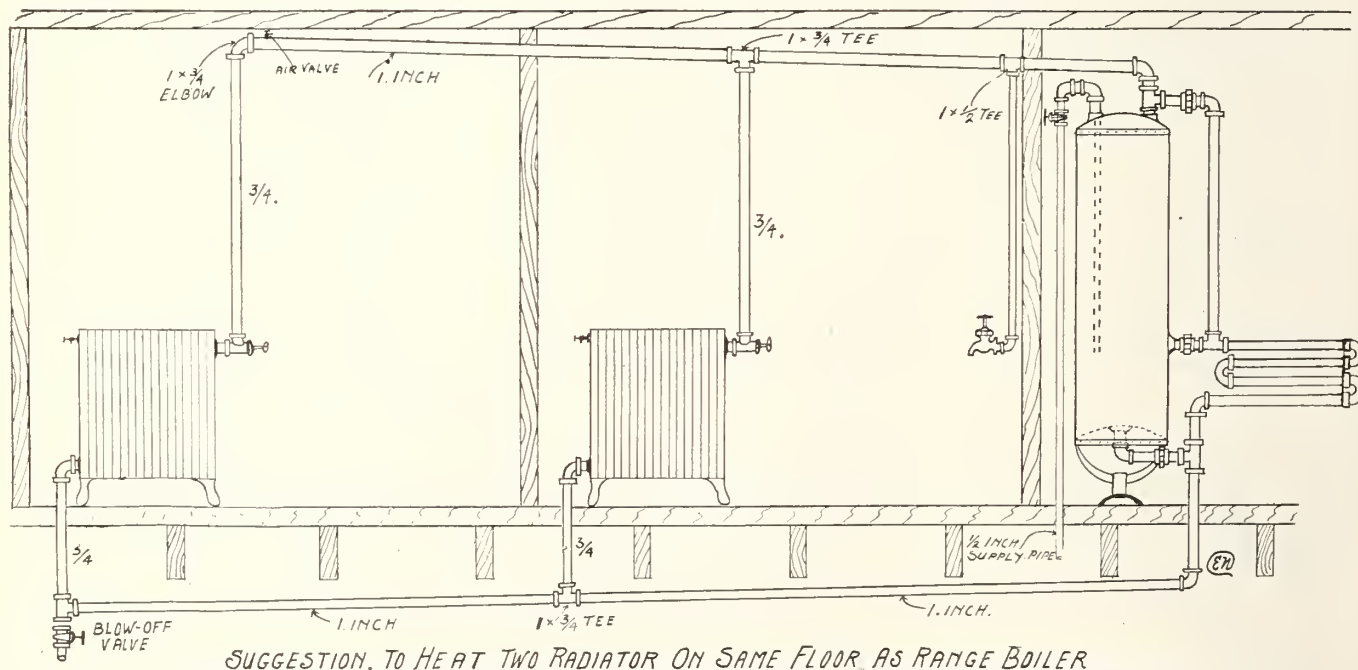 1 x 3/4 TEE
1 x 3/4
ELBOW
AIR VALVE
1. INCH
1 x 1/2 TEE
3/4.
3/4.
3/4
3/4
1/2 INCH
SUPPLY PIPE
EN
1. INCH
1 x 3/4 TEE
1. INCH.
BLOW-OFF
VALVE
SUGGESTION. TO HEAT TWO RADIATOR ON SAME FLOOR AS RANGE BOILER